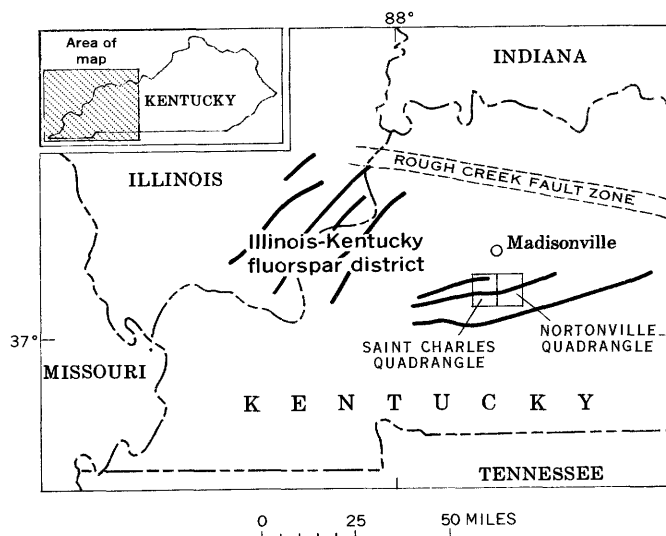 88°
Area of
map
KENTUCKY
INDIANA
ILLINOIS
ROUGH CREEK FAULT ZONE
Illinois-Kentucky
fluorspar district
Madisonville
37°
SAINT CHARLES
QUADRANGLE
NORTONVILLE
QUADRANGLE
MISSOURI
KENTUCKY
TENNESSEE
0 25 50 MILES